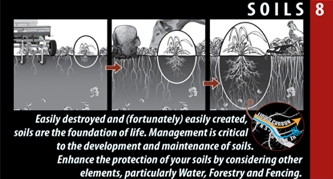 SOILS 8
Easily destroyed and (fortunately) easily created,
soils are the foundation of life. Management is critical
to the development and maintenance of soils.
Enhance the protection of your soils by considering other
elements, particularly Water, Forestry and Fencing.